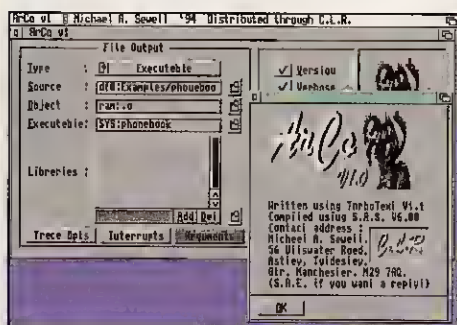 ArCo v1 © Michael A. Sewell '94 Distributed through C.L.R.
ArCo v1
File Output
Type : Executable
Source : df0:Examples/phoneboo
Object : ram:.o
Executable: SYS:phonebook
Libraries :
Add Del
Trace Opts Interrupts Arguments
Version
Verbose
ArCo
V1.0
Written using TurboText V1.1
Compiled using S.A.S. V6.00
Contact address :
Michael A. Sewell,
56 Ullswater Road,
Astley, Tyldesley,
Gtr. Manchester. M29 7AQ.
(S.A.E. if you want a reply!)
OK